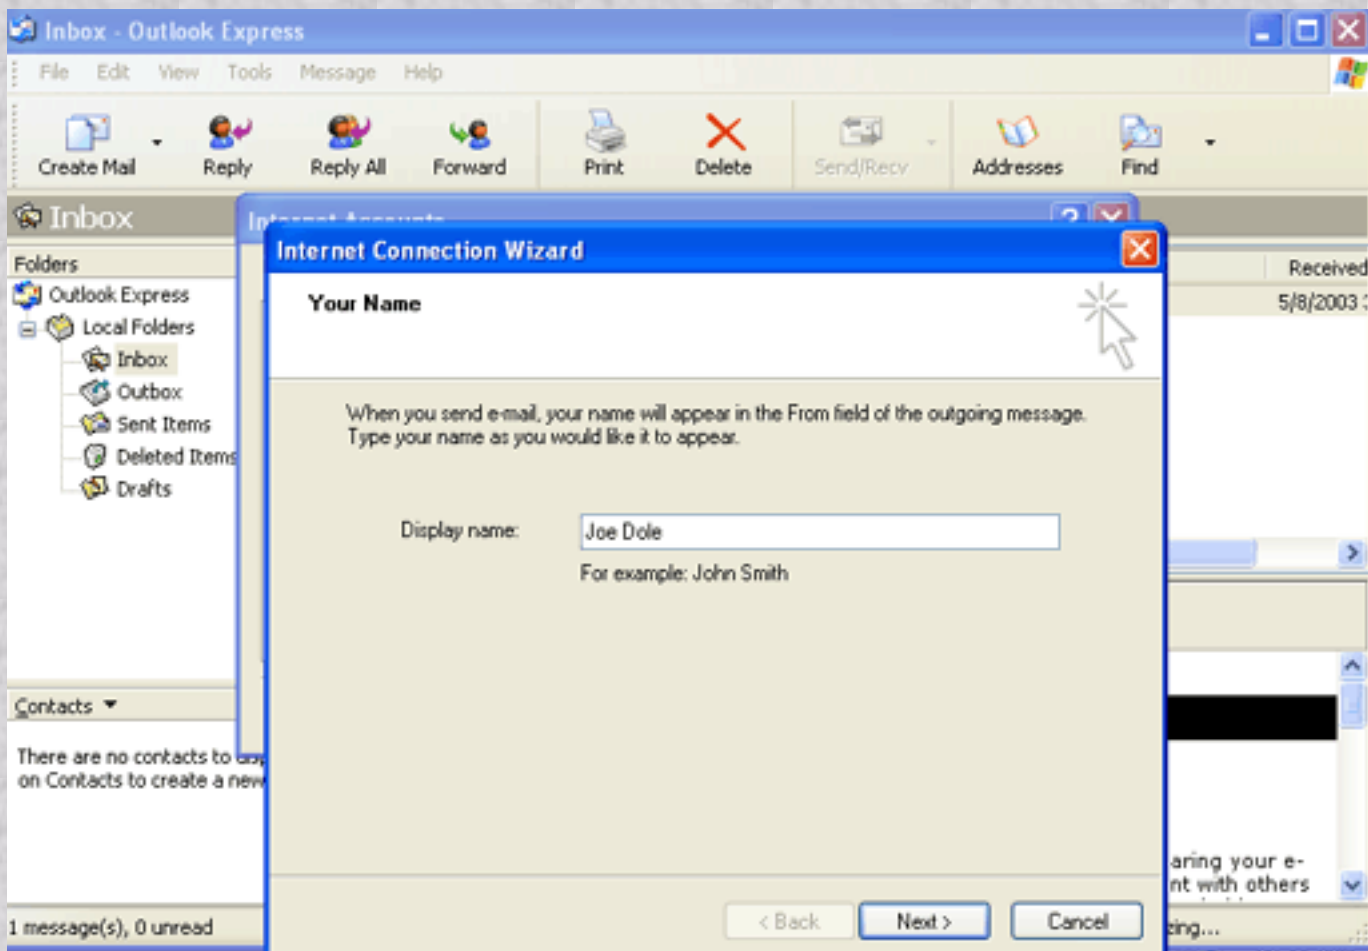 Inbox - Outlook Express
File Edit View Tools Message Help
Create Mail Reply Reply All Forward Print Delete Send/Recv Addresses Find
Inbox
Internet Accounts
Internet Connection Wizard
Folders
Received
Your Name
Outlook Express
5/8/2003
Local Folders
Inbox
Outbox
Sent Items
Deleted Items
Drafts
When you send e-mail, your name will appear in the From field of the outgoing message.
Type your name as you would like it to appear.
Display name: Joe Dole
For example: John Smith
Contacts
There are no contacts to
on Contacts to create a new
aring your e-
nt with others
< Back Next > Cancel
1 message(s), 0 unread